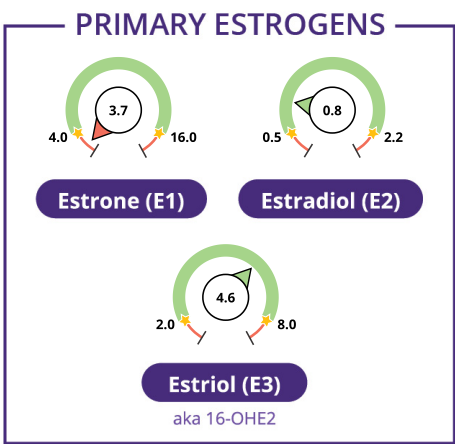 PRIMARY ESTROGENS
3.7
4.0
16.0
Estrone (E1)
0.8
0.5
2.2
Estradiol (E2)
4.6
2.0
8.0
Estriol (E3)
aka 16-OHE2